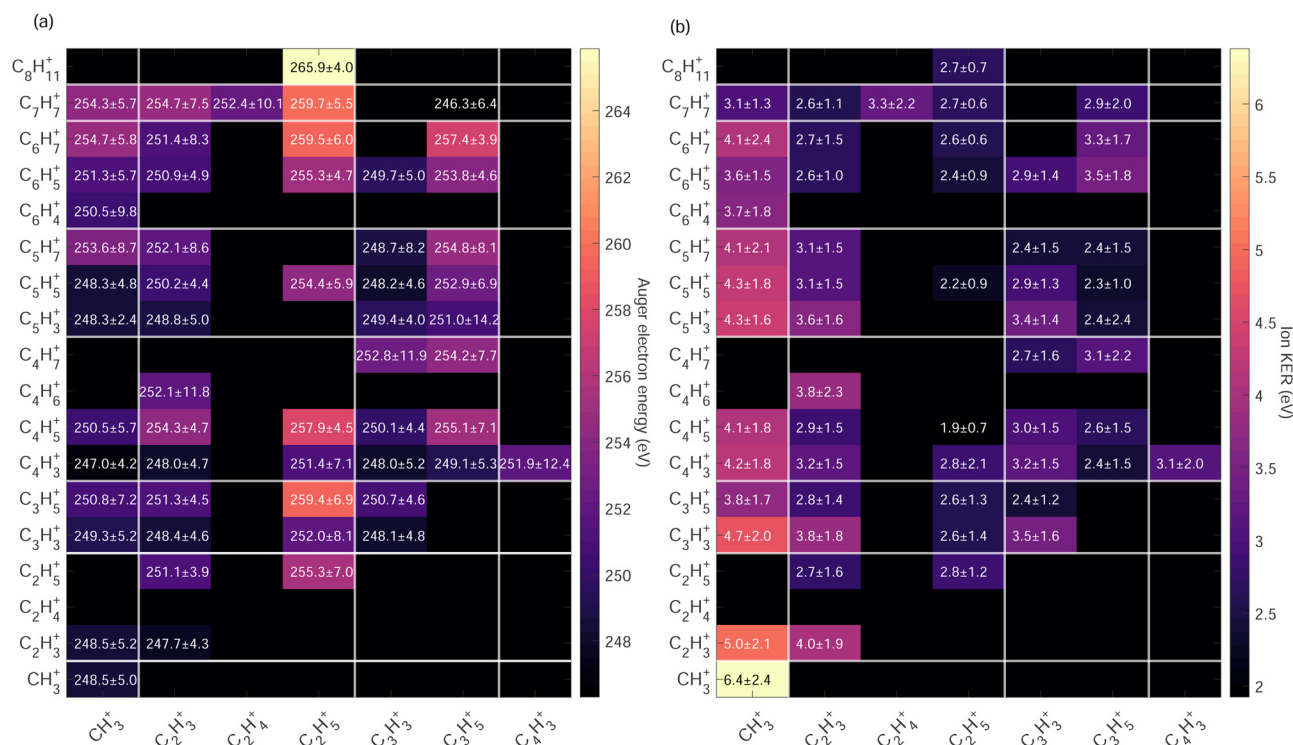 (a)
C8H11+ 265.9±4.0
C7H7+ 254.3±5.7 254.7±7.5 252.4±10.1 259.7±5.5 246.3±6.4
C6H7+ 254.7±5.8 251.4±8.3 259.5±6.0 257.4±3.9
C6H5+ 251.3±5.7 250.9±4.9 255.3±4.7 249.7±5.0 253.8±4.6
C6H4+ 250.5±9.8
C5H7+ 253.6±8.7 252.1±8.6 248.7±8.2 254.8±8.1
C5H5+ 248.3±4.8 250.2±4.4 254.4±5.9 248.2±4.6 252.9±6.9
C5H3+ 248.3±2.4 248.8±5.0 249.4±4.0 251.0±14.2
C4H7+ 252.8±11.9 254.2±7.7
C4H6+ 252.1±11.8
C4H5+ 250.5±5.7 254.3±4.7 257.9±4.5 250.1±4.4 255.1±7.1
C4H3+ 247.0±4.2 248.0±4.7 251.4±7.1 248.0±5.2 249.1±5.3 251.9±12.4
C3H5+ 250.8±7.2 251.3±4.5 259.4±6.9 250.7±4.6
C3H3+ 249.3±5.2 248.4±4.6 252.0±8.1 248.1±4.8
C2H5+ 251.1±3.9 255.3±7.0
C2H4+
C2H3+ 248.5±5.2 247.7±4.3
CH3+ 248.5±5.0
CH3+ C2H3+ C2H4+ C2H5+ C3H3+ C3H5+ C4H3+
264
262
260
258
256
254
252
250
248
Auger electron energy (eV)
(b)
C8H11+ 2.7±0.7
C7H7+ 3.1±1.3 2.6±1.1 3.3±2.2 2.7±0.6 2.9±2.0
C6H7+ 4.1±2.4 2.7±1.5 2.6±0.6 3.3±1.7
C6H5+ 3.6±1.5 2.6±1.0 2.4±0.9 2.9±1.4 3.5±1.8
C6H4+ 3.7±1.8
C5H7+ 4.1±2.1 3.1±1.5 2.4±1.5 2.4±1.5
C5H5+ 4.3±1.8 3.1±1.5 2.2±0.9 2.9±1.3 2.3±1.0
C5H3+ 4.3±1.6 3.6±1.6 3.4±1.4 2.4±2.4
C4H7+ 2.7±1.6 3.1±2.2
C4H6+ 3.8±2.3
C4H5+ 4.1±1.8 2.9±1.5 1.9±0.7 3.0±1.5 2.6±1.5
C4H3+ 4.2±1.8 3.2±1.5 2.8±2.1 3.2±1.5 2.4±1.5 3.1±2.0
C3H5+ 3.8±1.7 2.8±1.4 2.6±1.3 2.4±1.2
C3H3+ 4.7±2.0 3.8±1.8 2.6±1.4 3.5±1.6
C2H5+ 2.7±1.6 2.8±1.2
C2H4+
C2H3+ 5.0±2.1 4.0±1.9
CH3+ 6.4±2.4
CH3+ C2H3+ C2H4+ C2H5+ C3H3+ C3H5+ C4H3+
6
5.5
5
4.5
4
3.5
3
2.5
2
Ion KER (eV)